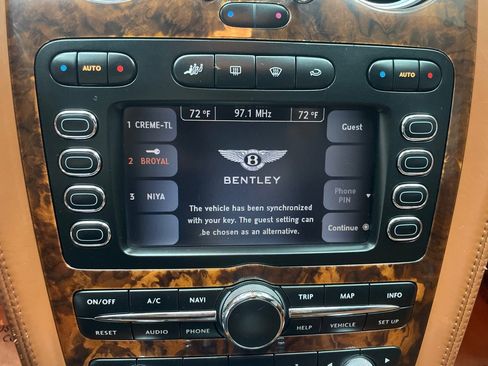 AUTO
AUTO
72 °F 97.1 MHz 72 °F
1 CREME-TL
Guest
2 BROYAL
3 NIYA
B
BENTLEY
The vehicle has been synchronized
with your key. The guest setting can
be chosen as an alternative.
Phone
PIN
Continue
ON/OFF A/C NAVI TRIP MAP INFO
RESET AUDIO PHONE HELP VEHICLE SET UP